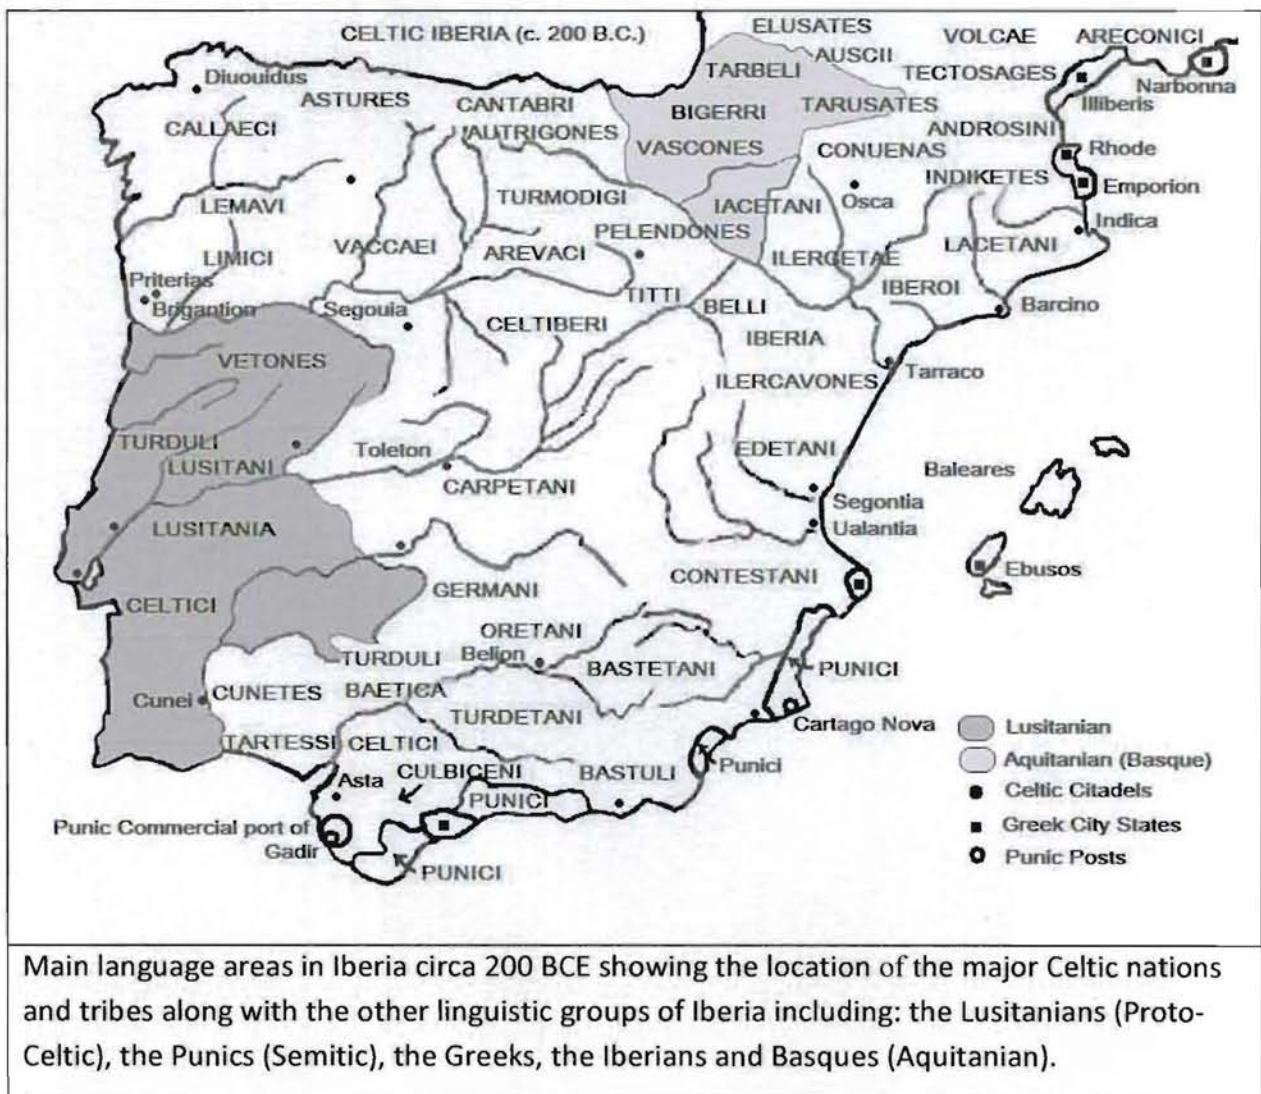 CELTIC IBERIA (c. 200 B.C.)
ELUSATES
AUSCII
VOLCAE
ARECONICI
TARBELI
TECTOSAGES
Narbonna
Diuouidus
ASTURES
CANTABRI
BIGERRI
TARUSATES
Illiberis
CALLAECI
AUTRIGONES
VASCONES
CONUENAS
ANDROSINI
Rhode
INDIKETES
Emporion
LEMAVI
TURMODIGI
IACETANI
Osca
Indica
LIMICI
VACCAEI
AREVACI
PELENDONES
ILERGETAE
LACETANI
Priterias
Brigantion
Segouia
TITTI
BELLI
IBEROI
Barcino
CELTIBERI
IBERIA
VETONES
ILERCAVONES
Tarraco
TURDULI
LUSITANI
Toleton
EDETANI
Baleares
CARPETANI
Segontia
Ualantia
LUSITANIA
CONTESTANI
Ebusos
CELTICI
GERMANI
ORETANI
TURDULI
Belion
BASTETANI
PUNICI
Cunei
CUNETES
BAETICA
TURDETANI
Cartago Nova
TARTESSI
CELTICI
CULBICENI
BASTULI
Punici
Asta
PUNICI
Punic Commercial port of
Gadir
PUNICI
Lusitanian
Aquitanian (Basque)
Celtic Citadels
Greek City States
Punic Posts
Main language areas in Iberia circa 200 BCE showing the location of the major Celtic nations
and tribes along with the other linguistic groups of Iberia including: the Lusitanians (Proto-
Celtic), the Punics (Semitic), the Greeks, the Iberians and Basques (Aquitanian).